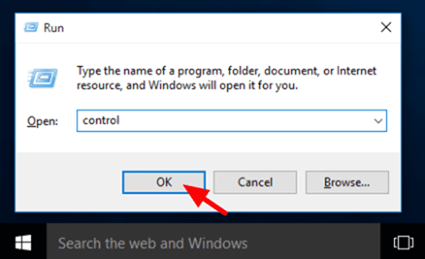 Run
Type the name of a program, folder, document, or Internet
resource, and Windows will open it for you.
Open: control
OK Cancel Browse...
Search the web and Windows